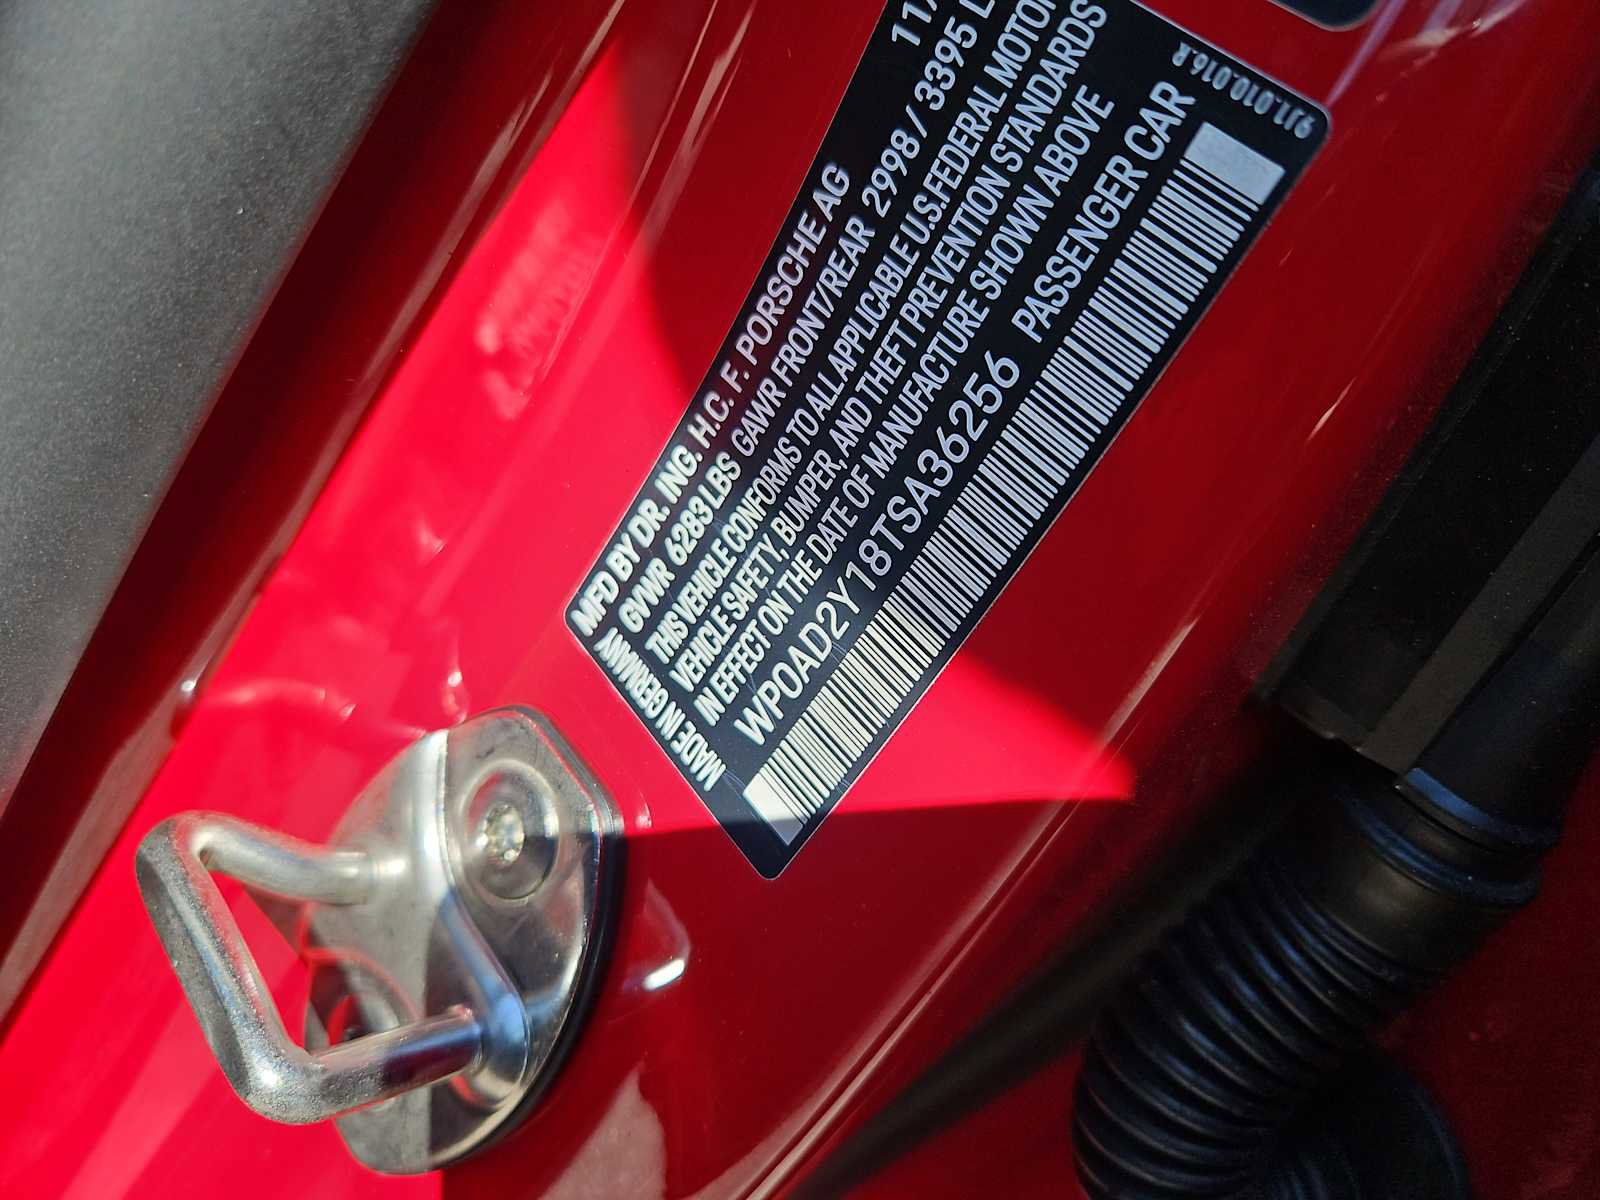 MFD BY DR. ING. H.C. F. PORSCHE AG 11/
GVWR 6283 LBS GAWR FRONT/REAR 2998 / 3395 L
THIS VEHICLE CONFORMS TO ALL APPLICABLE U.S.FEDERAL MOTOR
VEHICLE SAFETY, BUMPER, AND THEFT PREVENTION STANDARDS
IN EFFECT ON THE DATE OF MANUFACTURE SHOWN ABOVE
WP0AD2Y18TSA36256 PASSENGER CAR
MADE IN GERMANY
9J1.010.016.R